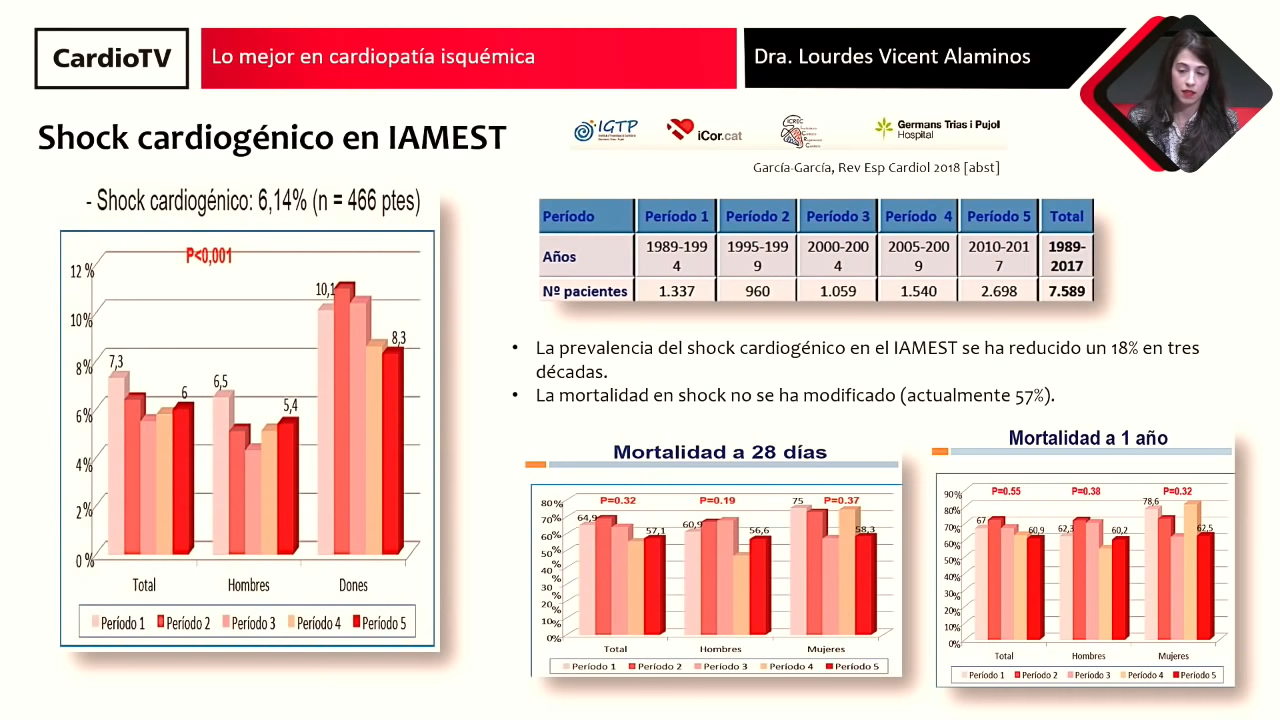 CardioTV
Lo mejor en cardiopatía isquémica
Dra. Lourdes Vicent Alaminos
Shock cardiogénico en IAMEST
IGTP
iCor.cat
ICREC
Germans Trias i Pujol
Hospital
García-García, Rev Esp Cardiol 2018 [abst]
- Shock cardiogénico: 6,14% (n = 466 ptes)
P<0,001
12 %
10%
8%
6%
4%
2%
0 %
7,3
6
6,5
5,4
10,1
8,3
Total Hombres Dones
Período 1 Período 2 Período 3 Período 4 Período 5
Período Período 1 Período 2 Período 3 Período 4 Período 5 Total
Años 1989-1994 1995-1999 2000-2004 2005-2009 2010-2017 1989-2017
Nº pacientes 1.337 960 1.059 1.540 2.698 7.589
• La prevalencia del shock cardiogénico en el IAMEST se ha reducido un 18% en tres
décadas.
• La mortalidad en shock no se ha modificado (actualmente 57%).
Mortalidad a 28 días
P=0.32 P=0.19 P=0.37
80%
70%
60%
50%
40%
30%
20%
10%
0%
64,9 57,1 60,9 56,6 75 58,3
Total Hombres Mujeres
Período 1 Período 2 Período 3 Período 4 Período 5
Mortalidad a 1 año
P=0.55 P=0.38 P=0.32
90%
80%
70%
60%
50%
40%
30%
20%
10%
0%
67 60,9 62,3 60,2 78,6 62,5
Total Hombres Mujeres
Período 1 Período 2 Período 3 Período 4 Período 5